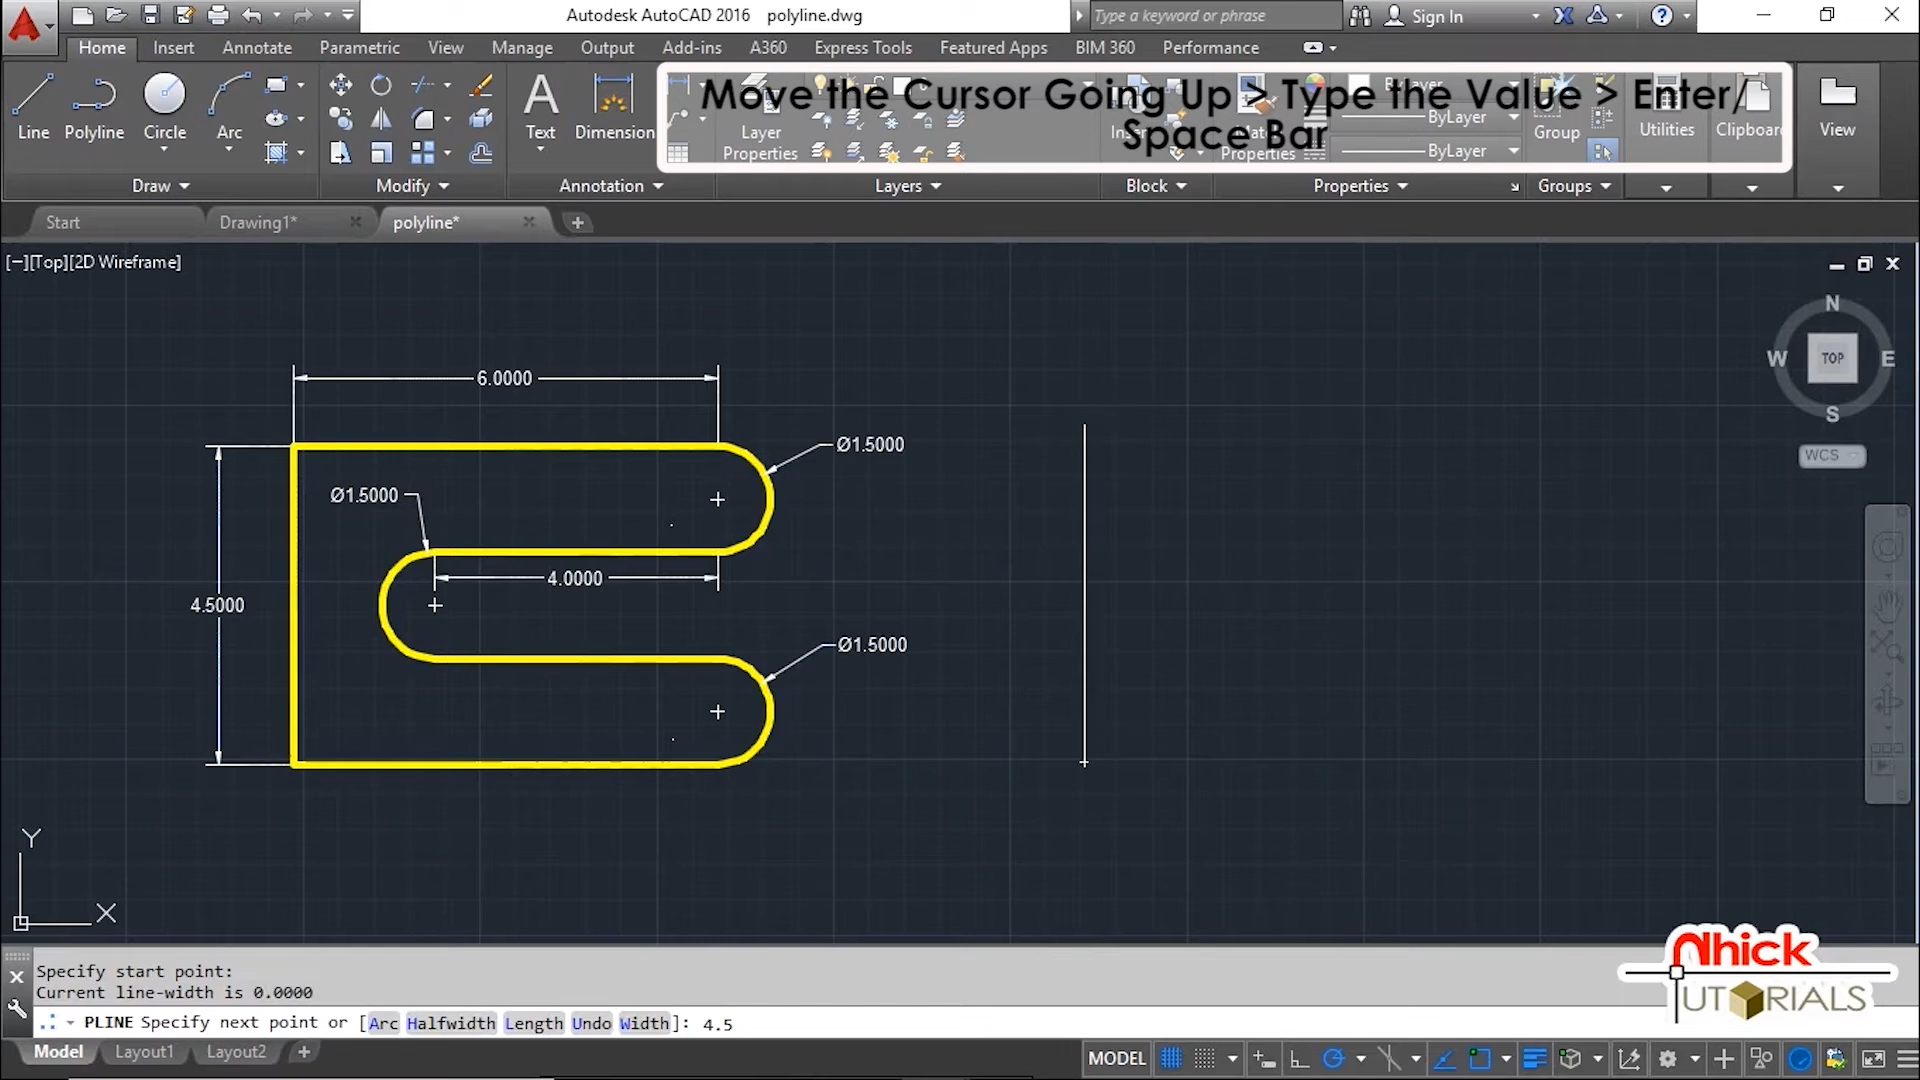 Autodesk AutoCAD 2016 polyline.dwg
Type a keyword or phrase
Sign In
Home Insert Annotate Parametric View Manage Output Add-ins A360 Express Tools Featured Apps BIM 360 Performance
Move the Cursor Going Up > Type the Value > Enter/
Space Bar
Line Polyline Circle Arc
Text Dimension
Layer
Properties
ByLayer
ByLayer
Group Utilities Clipboard View
Properties
Draw Modify Annotation Layers Block Properties Groups
Start Drawing1* polyline*
[−][Top][2D Wireframe]
N
W TOP E
S
WCS
6.0000
Ø1.5000
Ø1.5000
4.0000
4.5000
Ø1.5000
Y
X
Nhick
TUTORIALS
Specify start point:
Current line-width is 0.0000
PLINE Specify next point or [Arc Halfwidth Length Undo Width]: 4.5
Model Layout1 Layout2
MODEL